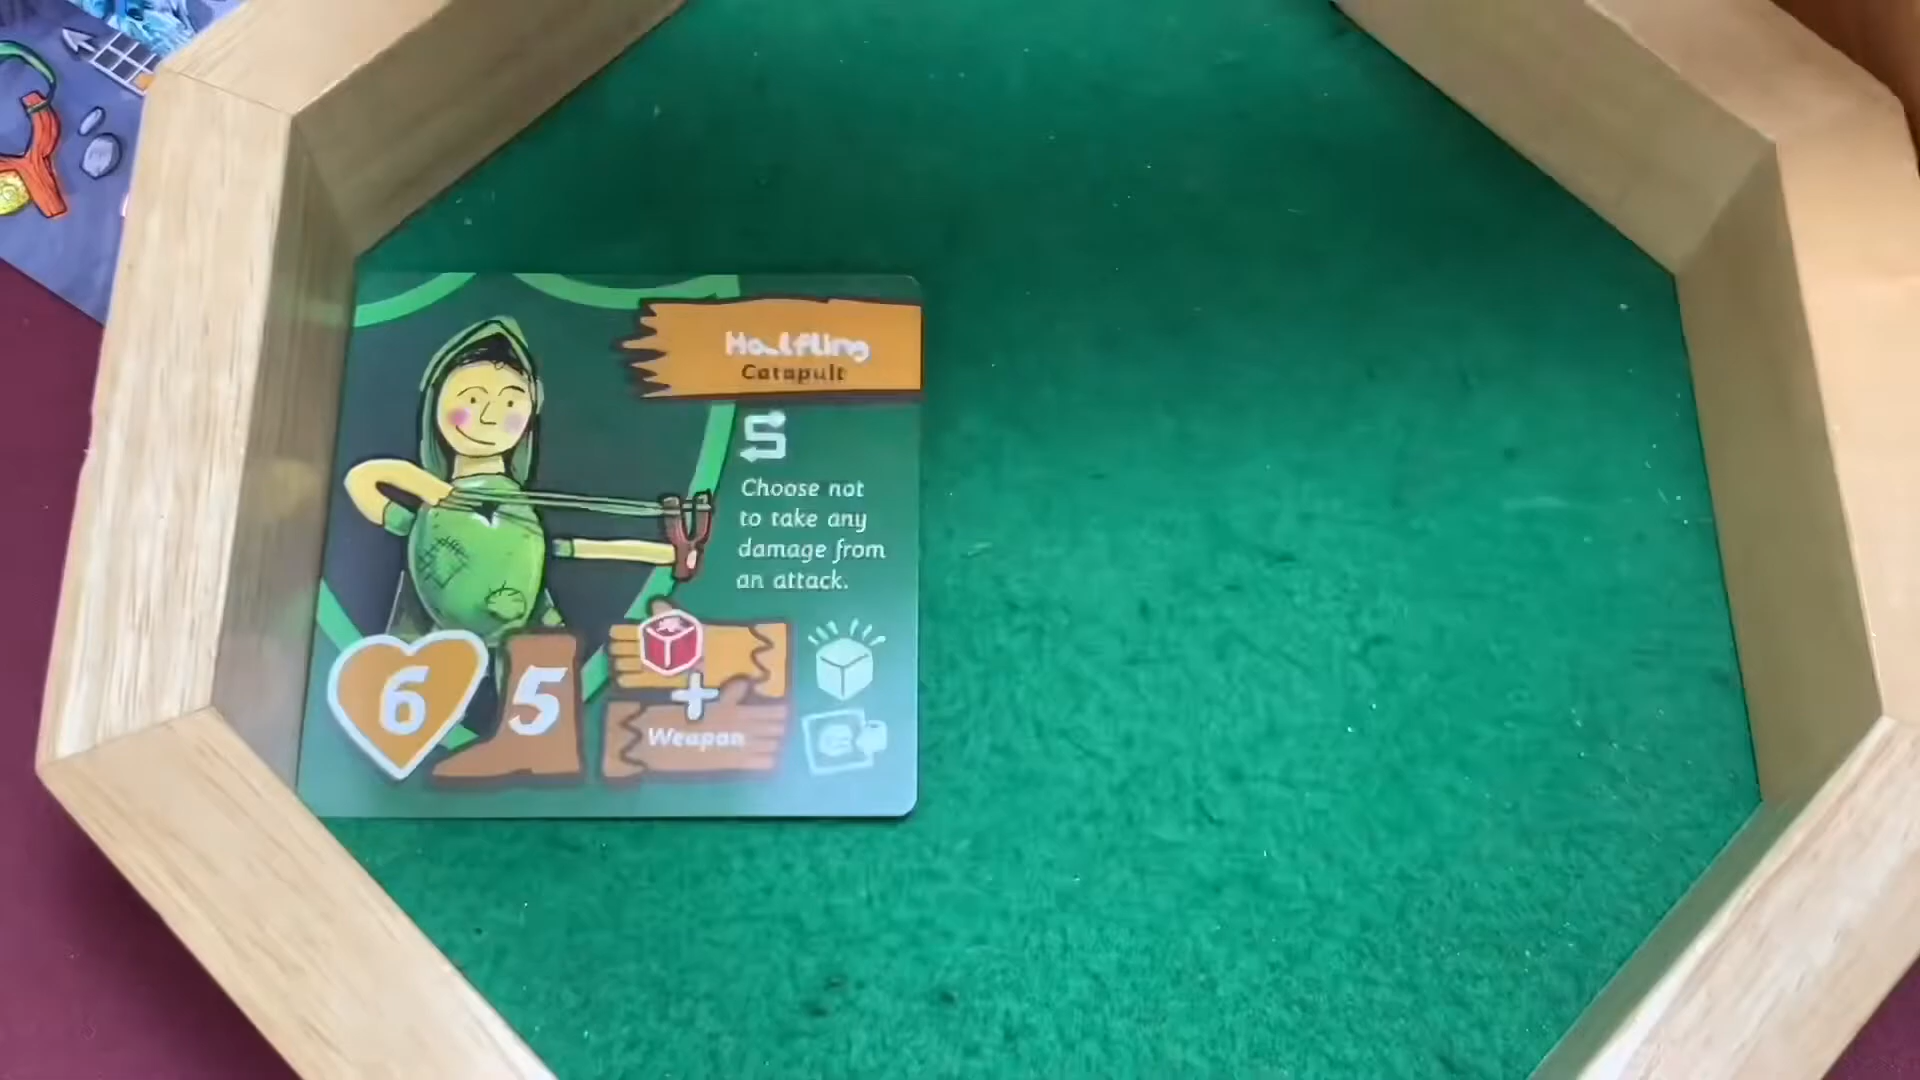 Halfling
Catapult
Choose not
to take any
damage from
an attack.
6
5
+
Weapon